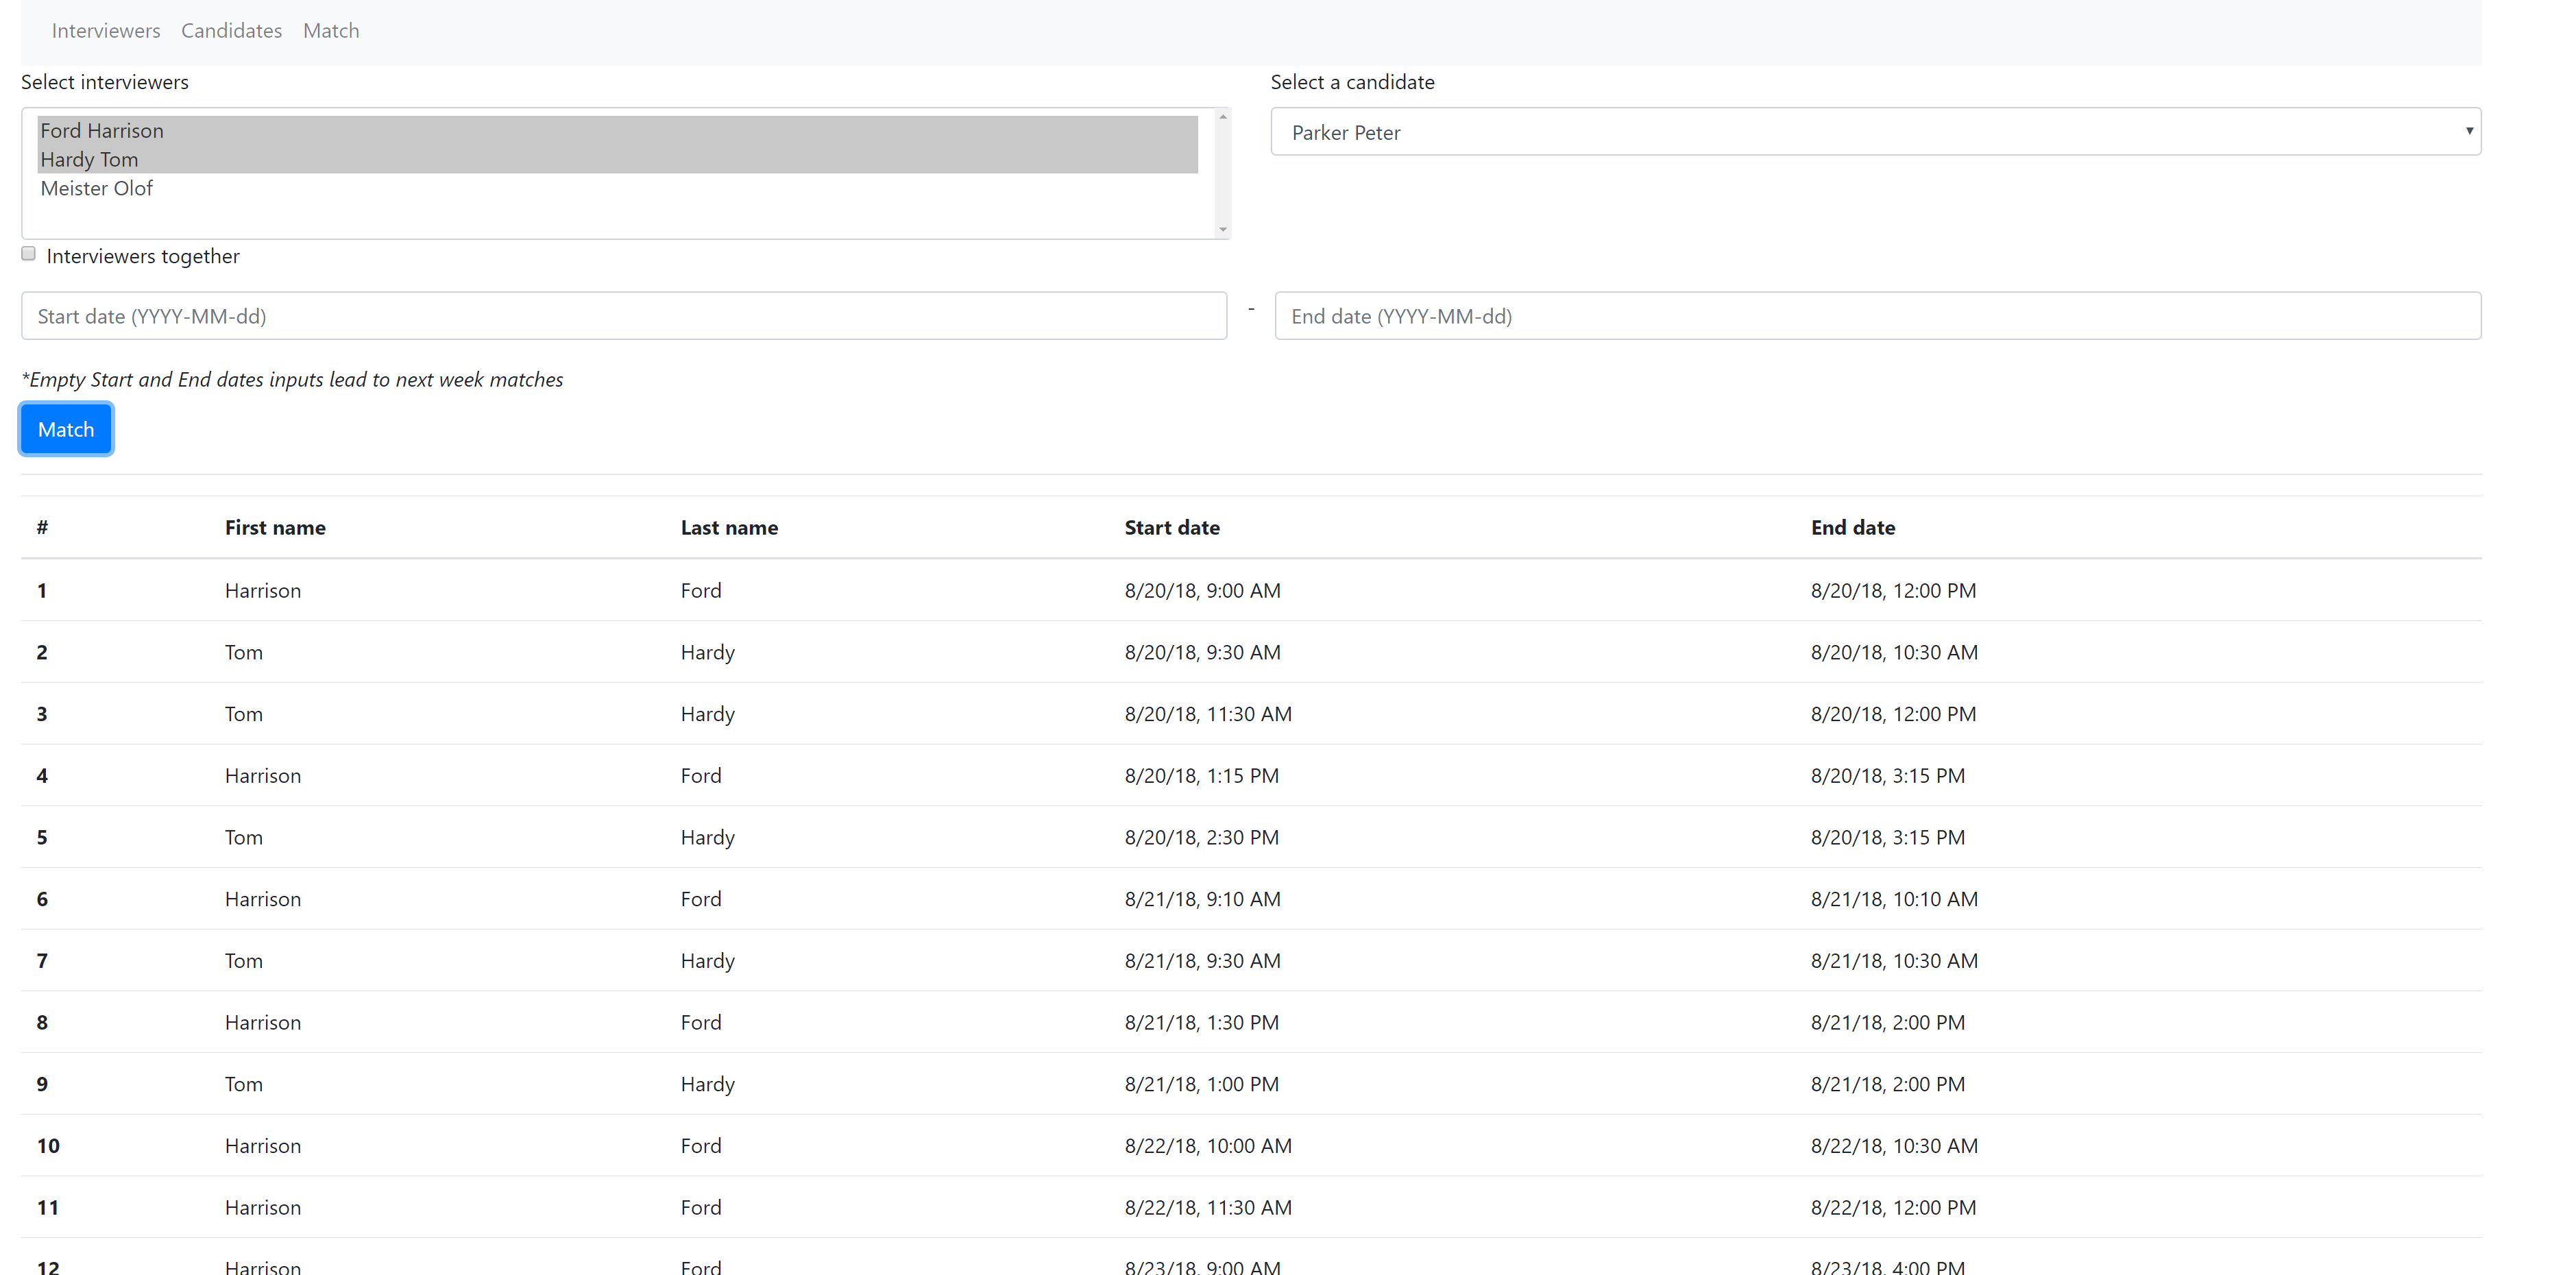 Interviewers Candidates Match
Select interviewers Select a candidate
Ford Harrison
Hardy Tom
Meister Olof
Parker Peter
Interviewers together
Start date (YYYY-MM-dd) - End date (YYYY-MM-dd)
*Empty Start and End dates inputs lead to next week matches
Match
# First name Last name Start date End date
1 Harrison Ford 8/20/18, 9:00 AM 8/20/18, 12:00 PM
2 Tom Hardy 8/20/18, 9:30 AM 8/20/18, 10:30 AM
3 Tom Hardy 8/20/18, 11:30 AM 8/20/18, 12:00 PM
4 Harrison Ford 8/20/18, 1:15 PM 8/20/18, 3:15 PM
5 Tom Hardy 8/20/18, 2:30 PM 8/20/18, 3:15 PM
6 Harrison Ford 8/21/18, 9:10 AM 8/21/18, 10:10 AM
7 Tom Hardy 8/21/18, 9:30 AM 8/21/18, 10:30 AM
8 Harrison Ford 8/21/18, 1:30 PM 8/21/18, 2:00 PM
9 Tom Hardy 8/21/18, 1:00 PM 8/21/18, 2:00 PM
10 Harrison Ford 8/22/18, 10:00 AM 8/22/18, 10:30 AM
11 Harrison Ford 8/22/18, 11:30 AM 8/22/18, 12:00 PM
12 Harrison Ford 8/23/18, 9:00 AM 8/23/18, 4:00 PM